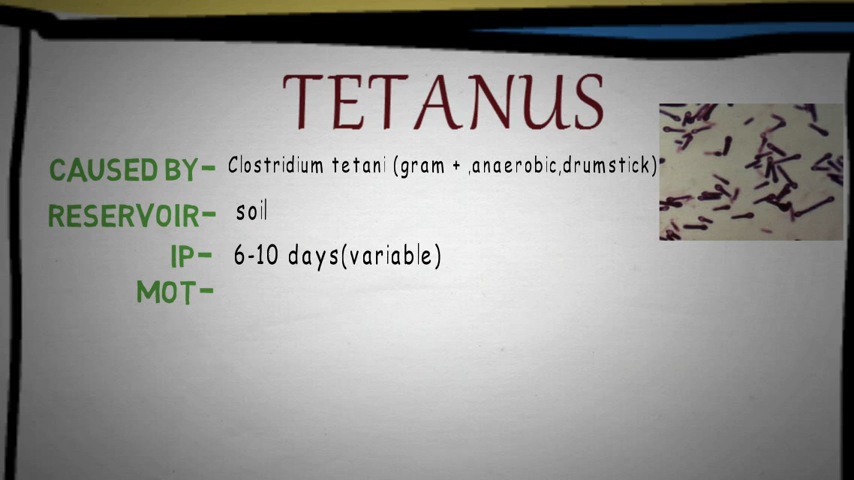 TETANUS
CAUSED BY- Clostridium tetani (gram + ,anaerobic,drumstick)
RESERVOIR- soil
IP- 6-10 days(variable)
MOT-